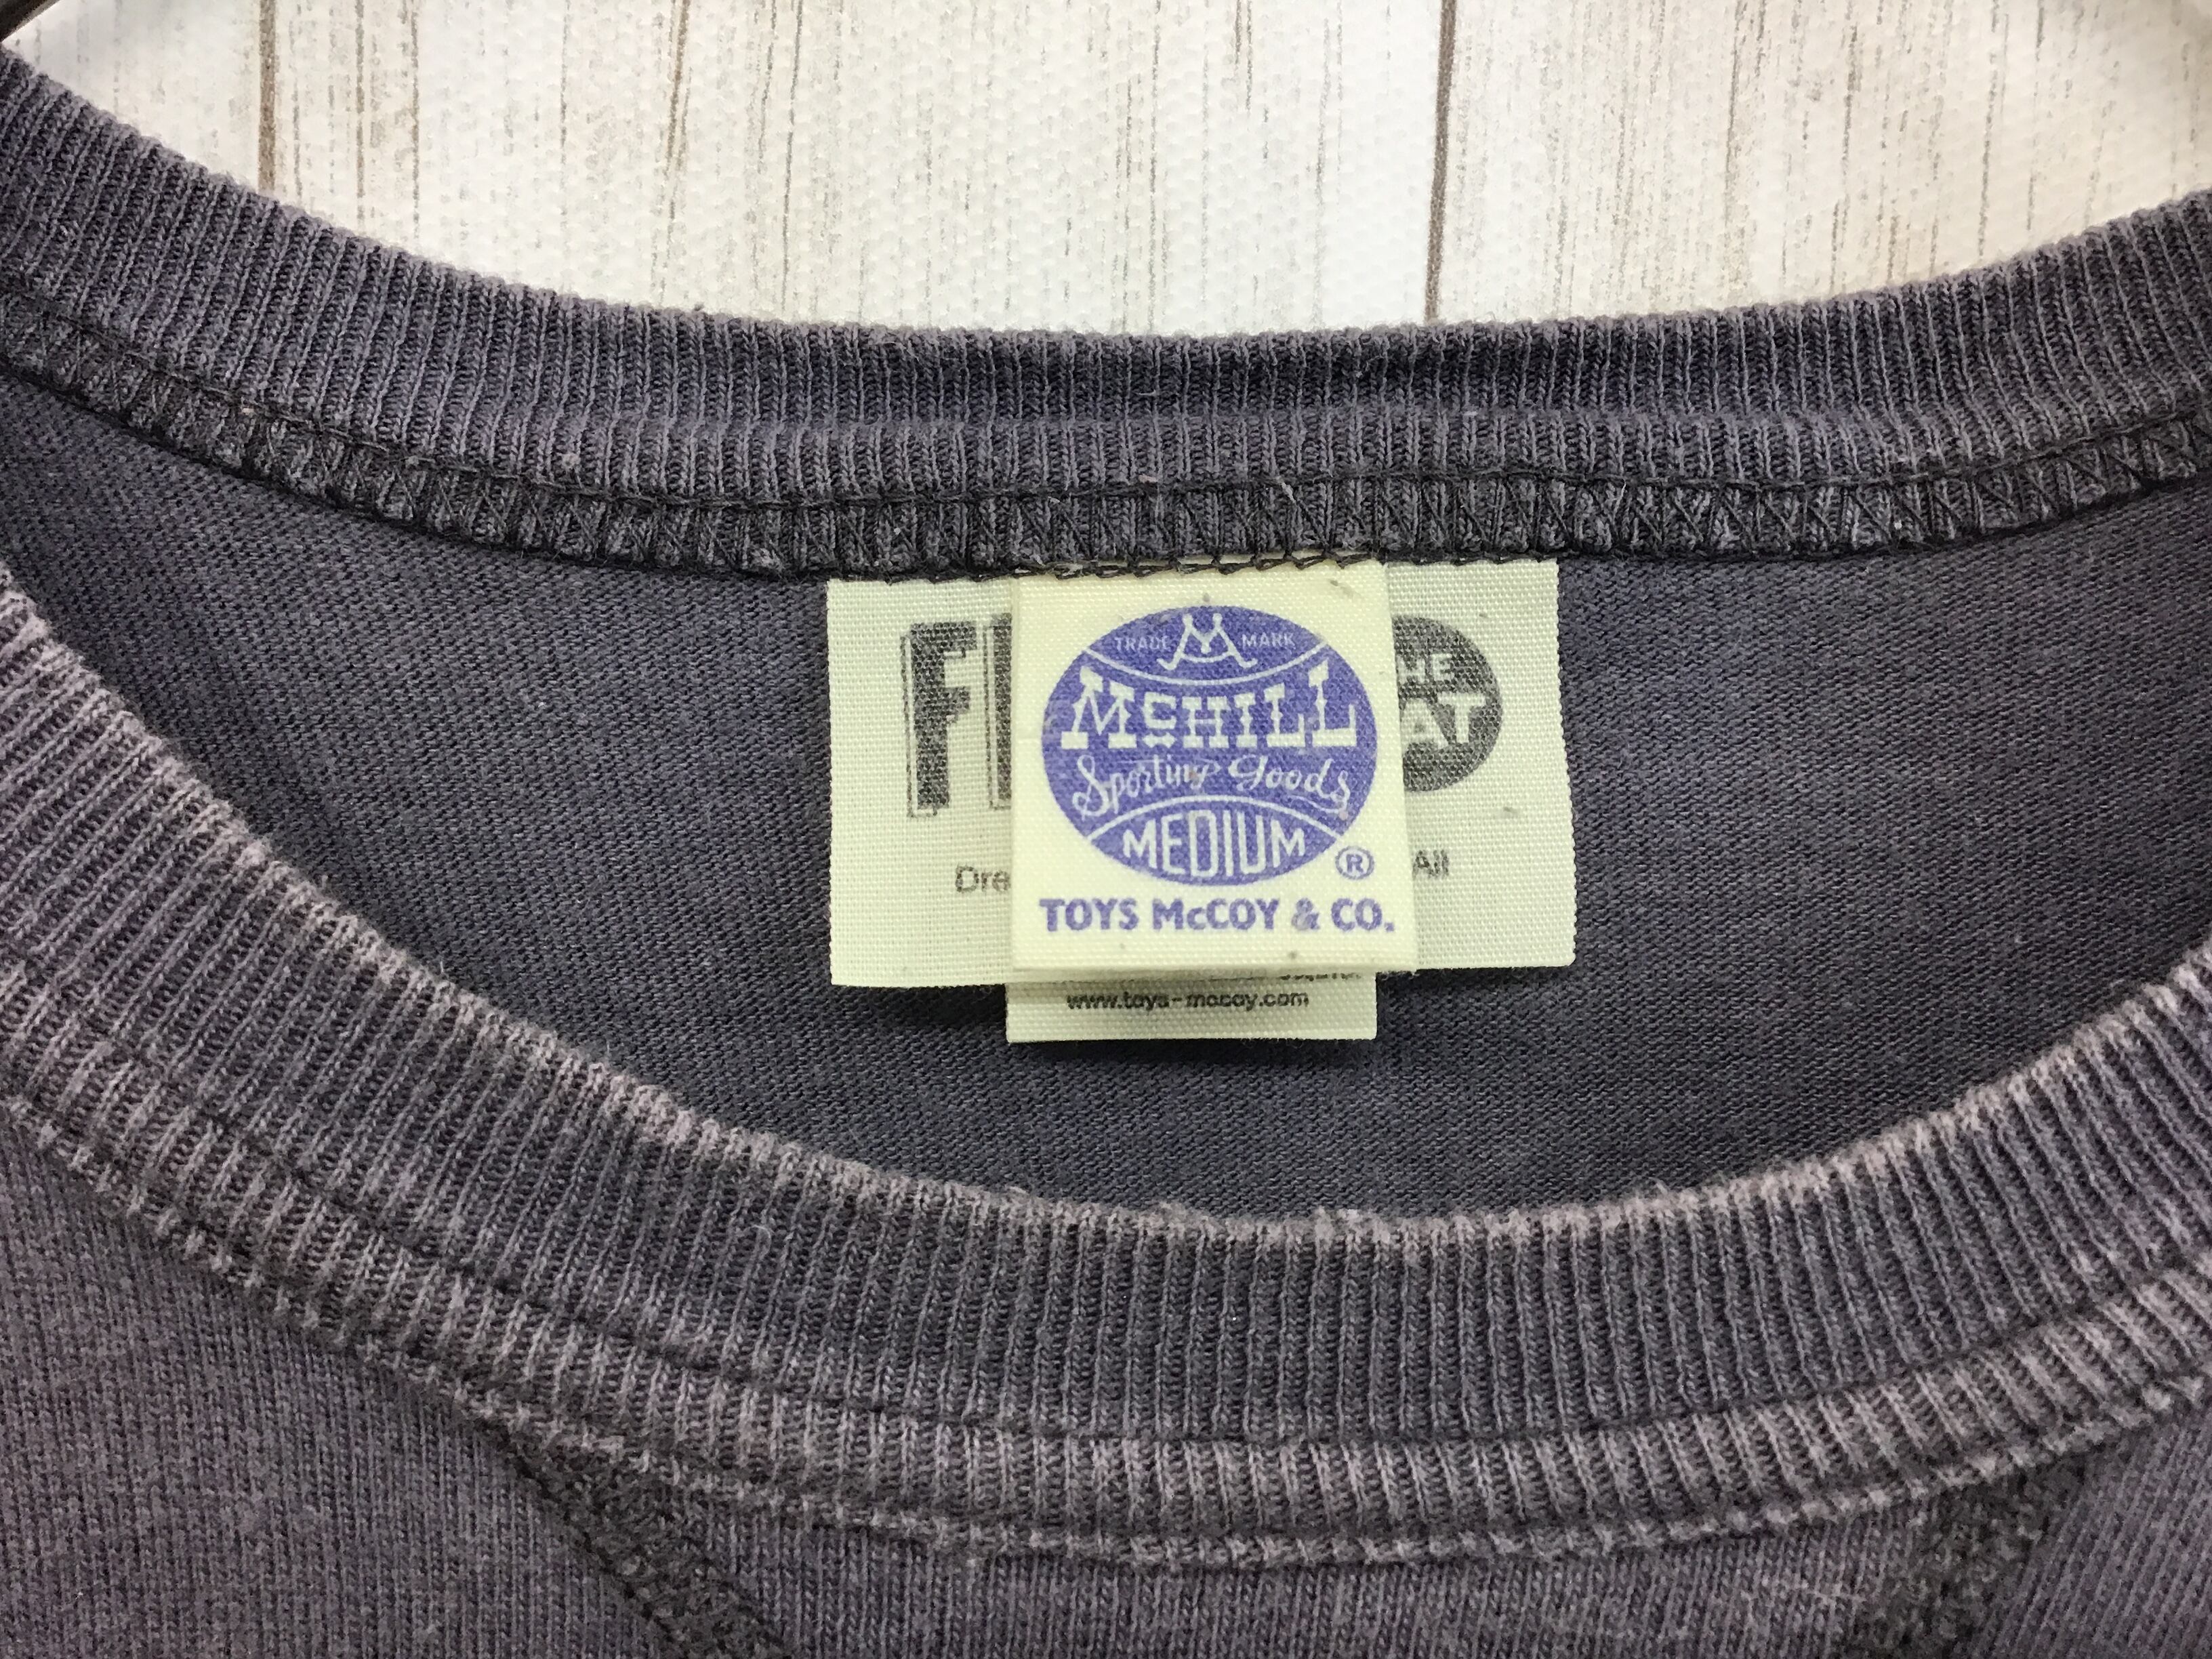 TRADE MARK
McHILL
Sporting Goods
MEDIUM
®
TOYS McCOY & CO.
www.toys-mccoy.com